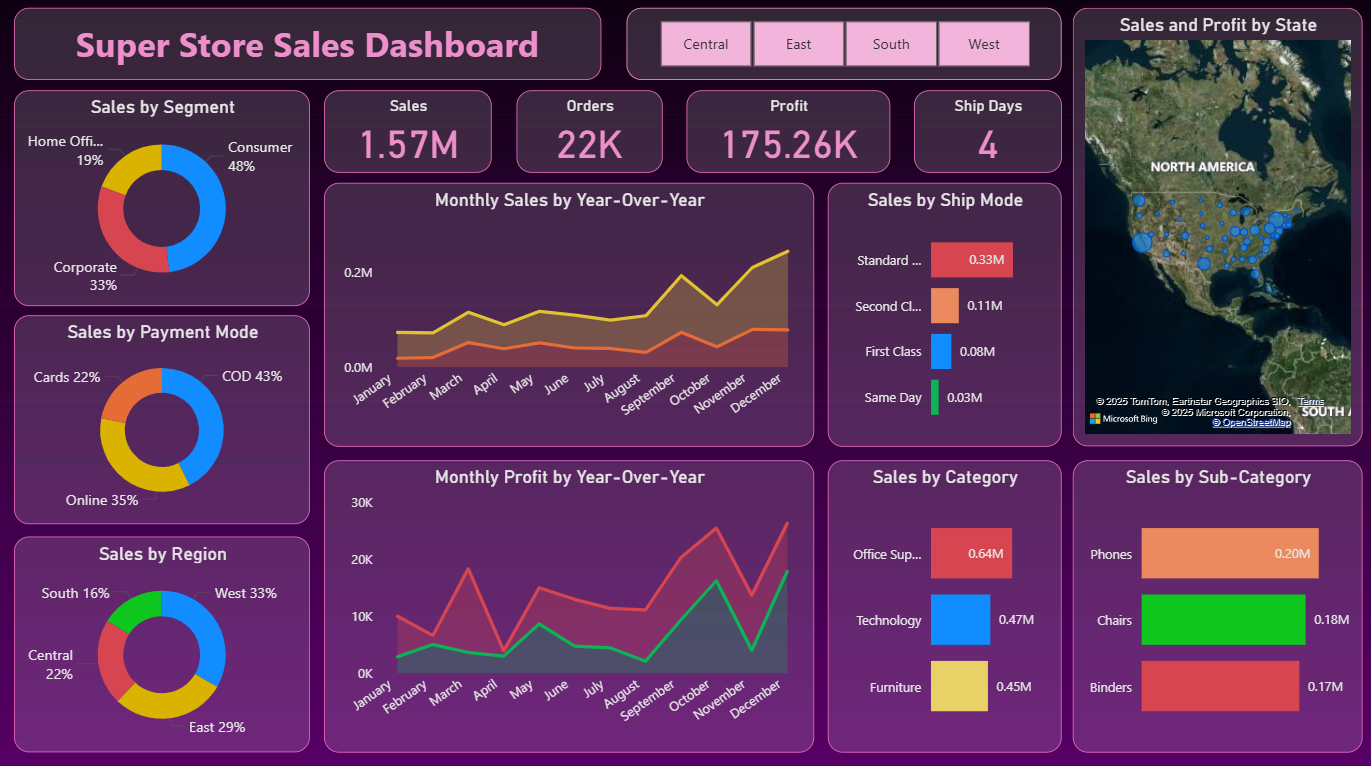 Super Store Sales Dashboard
Central
East
South
West
Sales and Profit by State
NORTH AMERICA
SOUTH A
© 2025 TomTom, Earthstar Geographics SIO, Terms
© 2025 Microsoft Corporation,
© OpenStreetMap
Microsoft Bing
Sales by Segment
Home Offi...
19%
Consumer
48%
Corporate
33%
Sales
1.57M
Orders
22K
Profit
175.26K
Ship Days
4
Monthly Sales by Year-Over-Year
0.2M
0.0M
January
February
March
April
May
June
July
August
September
October
November
December
Sales by Ship Mode
Standard ...
0.33M
Second Cl...
0.11M
First Class
0.08M
Same Day
0.03M
Sales by Payment Mode
Cards 22%
COD 43%
Online 35%
Monthly Profit by Year-Over-Year
30K
20K
10K
0K
January
February
March
April
May
June
July
August
September
October
November
December
Sales by Category
Office Sup...
0.64M
Technology
0.47M
Furniture
0.45M
Sales by Sub-Category
Phones
0.20M
Chairs
0.18M
Binders
0.17M
Sales by Region
South 16%
West 33%
Central
22%
East 29%